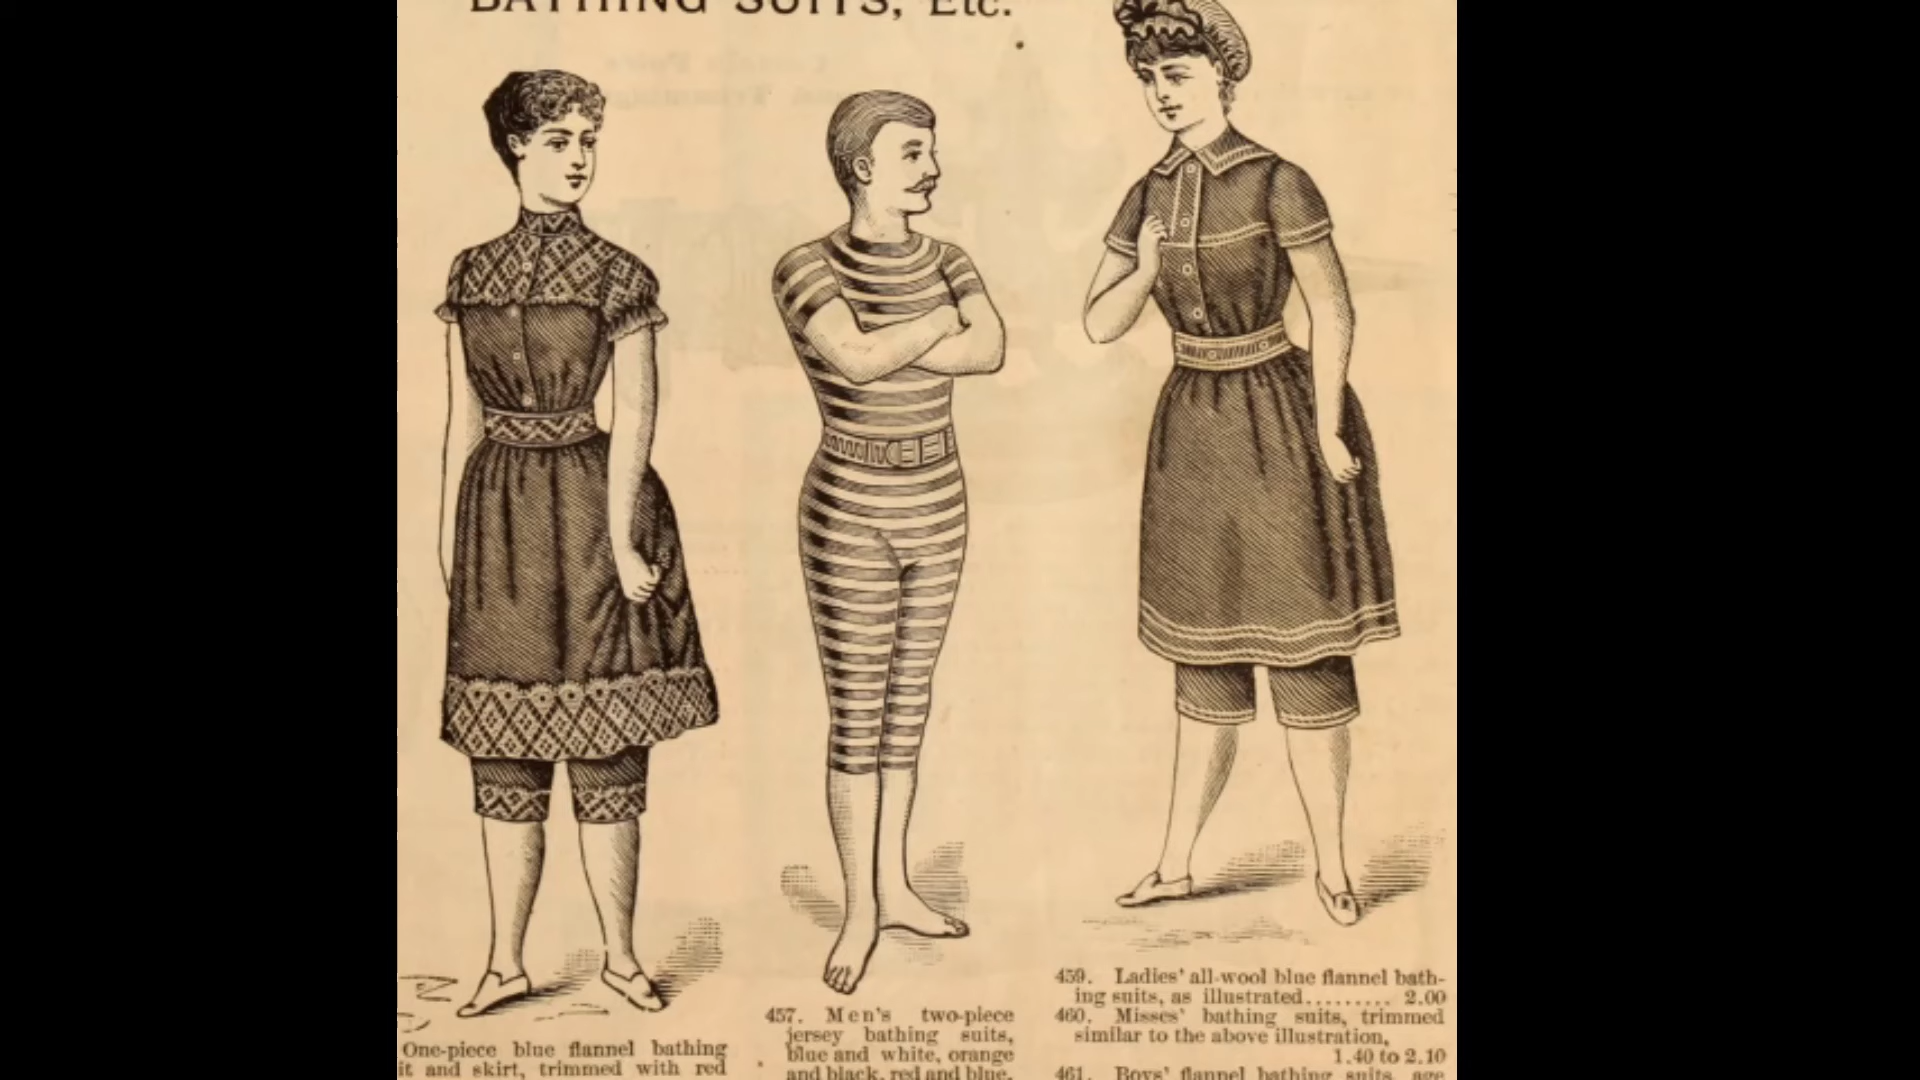 BATHING SUITS, Etc.
One-piece blue flannel bathing
it and skirt, trimmed with red
457. Men's two-piece
jersey bathing suits,
blue and white, orange
and black, red and blue,
459. Ladies' all-wool blue flannel bath-
ing suits, as illustrated......... 2.00
460. Misses' bathing suits, trimmed
similar to the above illustration,
1.40 to 2.10
461. Boys' flannel bathing suits, age